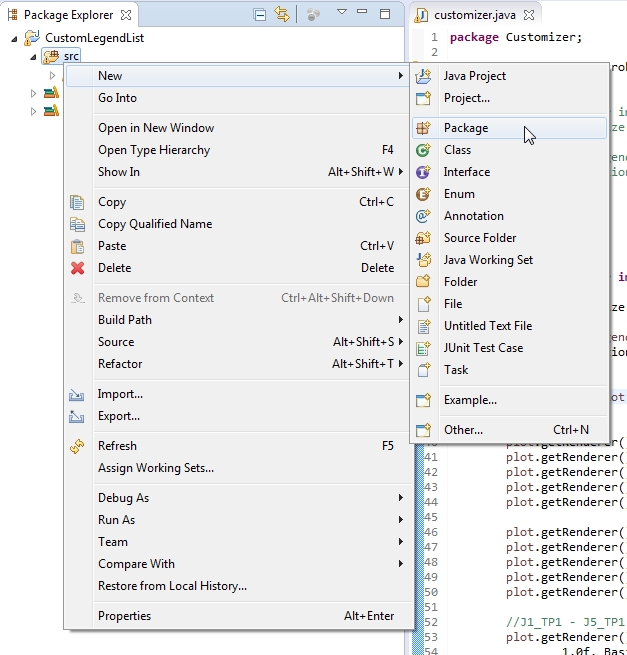 Package Explorer
customizer.java
CustomLegendList
src
1 package Customizer;
2
New
Go Into
Open in New Window
Open Type Hierarchy F4
Show In Alt+Shift+W
Copy Ctrl+C
Copy Qualified Name
Paste Ctrl+V
Delete Delete
Remove from Context Ctrl+Alt+Shift+Down
Build Path
Source Alt+Shift+S
Refactor Alt+Shift+T
Import...
Export...
Refresh F5
Assign Working Sets...
Debug As
Run As
Team
Compare With
Restore from Local History...
Properties Alt+Enter
Java Project
Project...
Package
Class
Interface
Enum
Annotation
Source Folder
Java Working Set
Folder
File
Untitled Text File
JUnit Test Case
Task
Example...
Other... Ctrl+N
plot.getRenderer()
41 plot.getRenderer()
42 plot.getRenderer()
43 plot.getRenderer()
44 plot.getRenderer()
45
46 plot.getRenderer()
47 plot.getRenderer()
48 plot.getRenderer()
49 plot.getRenderer()
50 plot.getRenderer()
51
52 //J1_TP1 - J5_TP1
53 plot.getRenderer()
54 1.0f, Bas